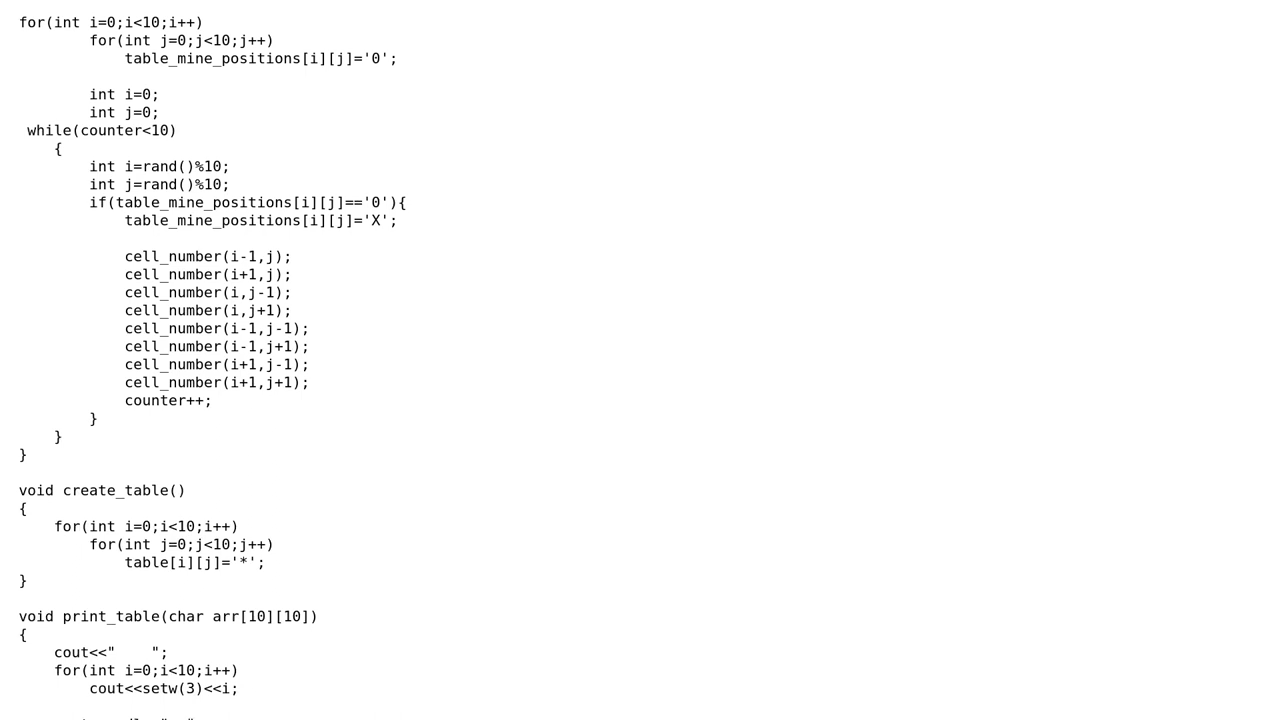 for(int i=0;i<10;i++)
        for(int j=0;j<10;j++)
            table_mine_positions[i][j]='0';

        int i=0;
        int j=0;
 while(counter<10)
    {
        int i=rand()%10;
        int j=rand()%10;
        if(table_mine_positions[i][j]=='0'){
            table_mine_positions[i][j]='X';

            cell_number(i-1,j);
            cell_number(i+1,j);
            cell_number(i,j-1);
            cell_number(i,j+1);
            cell_number(i-1,j-1);
            cell_number(i-1,j+1);
            cell_number(i+1,j-1);
            cell_number(i+1,j+1);
            counter++;
        }
    }
}

void create_table()
{
    for(int i=0;i<10;i++)
        for(int j=0;j<10;j++)
            table[i][j]='*';
}

void print_table(char arr[10][10])
{
    cout<<"    ";
    for(int i=0;i<10;i++)
        cout<<setw(3)<<i;